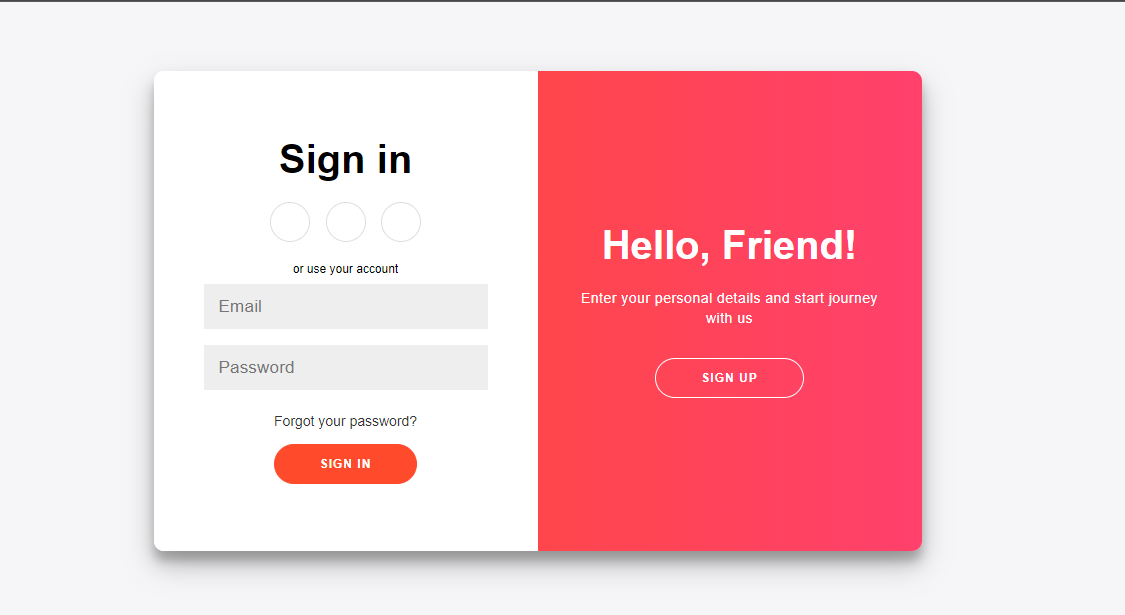 Sign in
or use your account
Email
Password
Forgot your password?
SIGN IN
Hello, Friend!
Enter your personal details and start journey
with us
SIGN UP